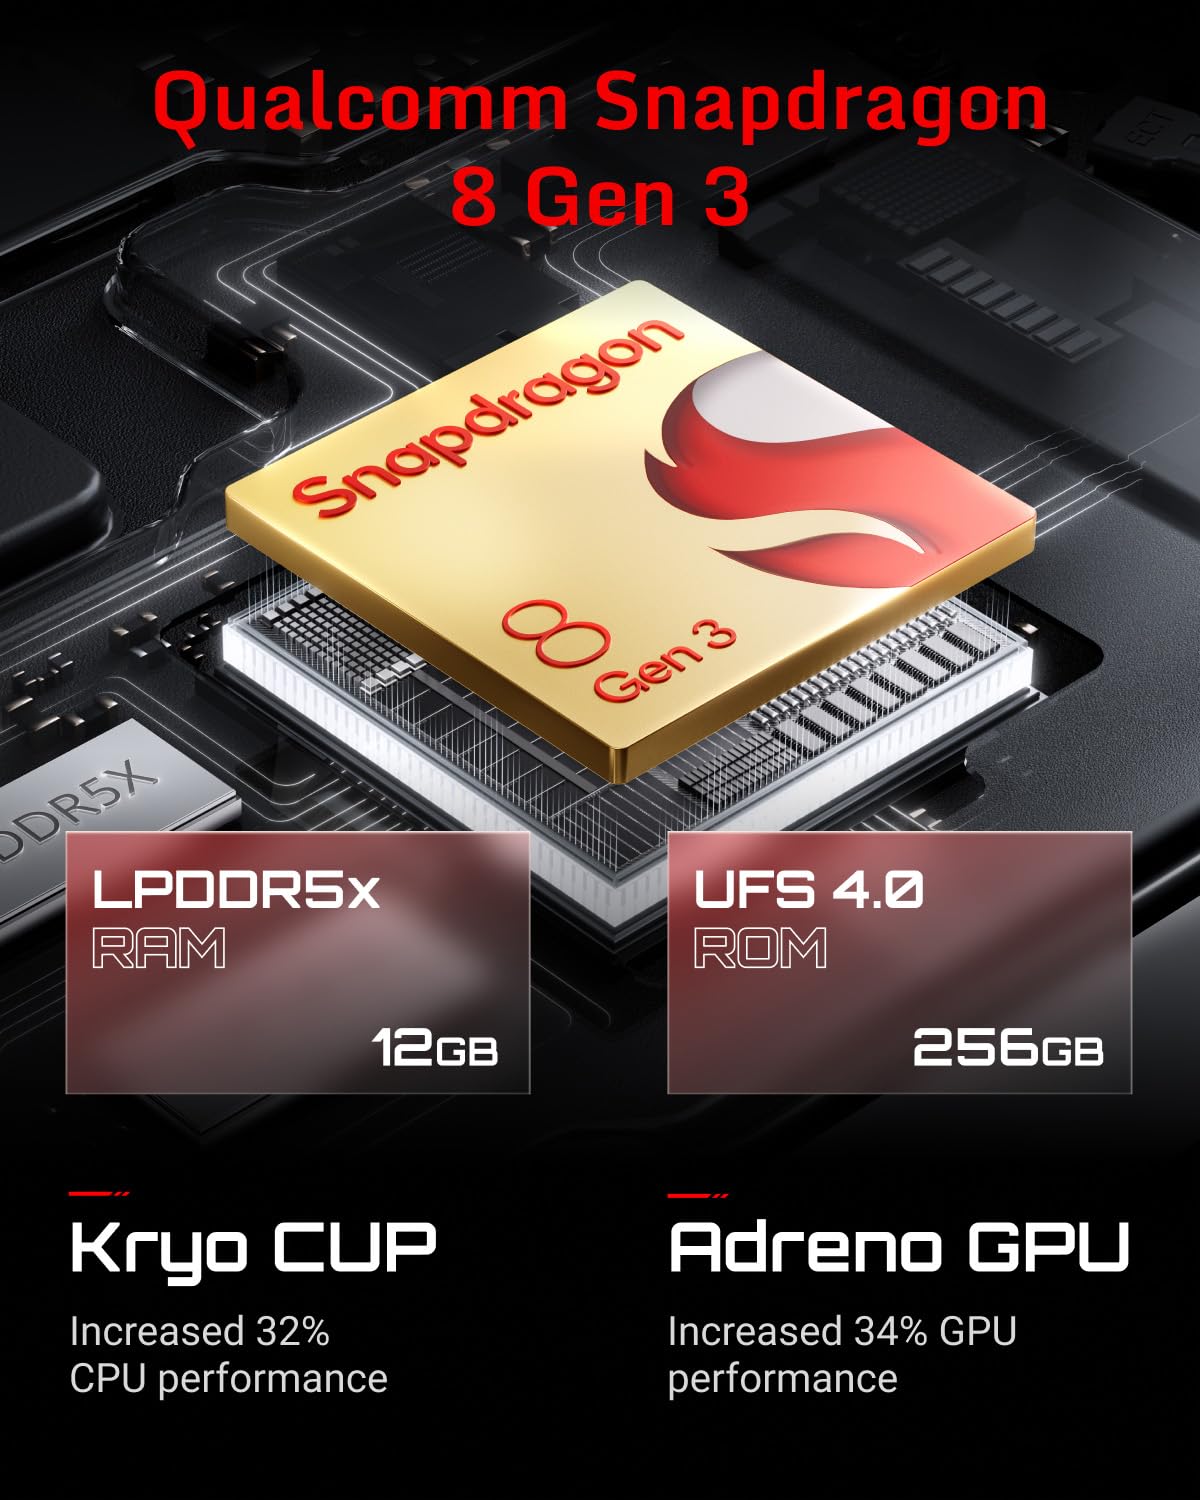 Qualcomm Snapdragon
8 Gen 3
Snapdragon
8
Gen 3
DDR5X
LPDDR5x
RAM
12GB
UFS 4.0
ROM
256GB
Kryo CUP
Increased 32%
CPU performance
Adreno GPU
Increased 34% GPU
performance